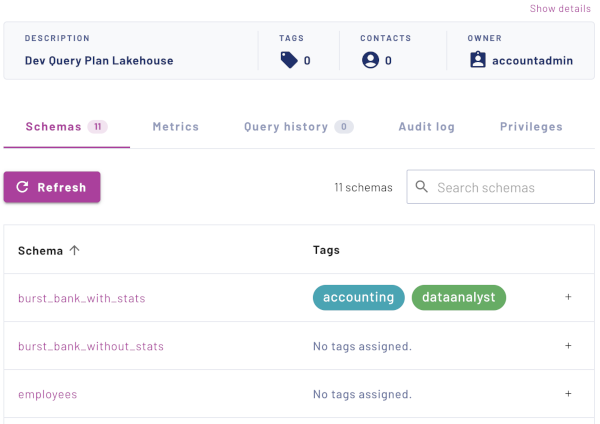 Show details
DESCRIPTION
Dev Query Plan Lakehouse
TAGS
0
CONTACTS
0
OWNER
accountadmin
Schemas 11
Metrics
Query history 0
Audit log
Privileges
Refresh
11 schemas
Search schemas
Schema ↑
Tags
burst_bank_with_stats
accounting
dataanalyst
+
burst_bank_without_stats
No tags assigned.
+
employees
No tags assigned.
+